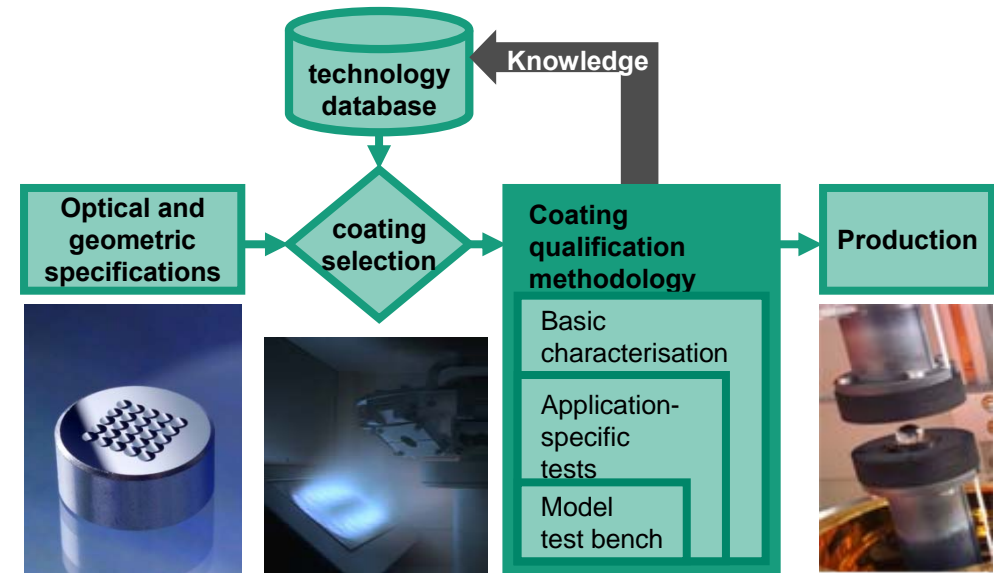 technology
database
Knowledge
Optical and
geometric
specifications
coating
selection
Coating
qualification
methodology
Basic
characterisation
Application-
specific
tests
Model
test bench
Production